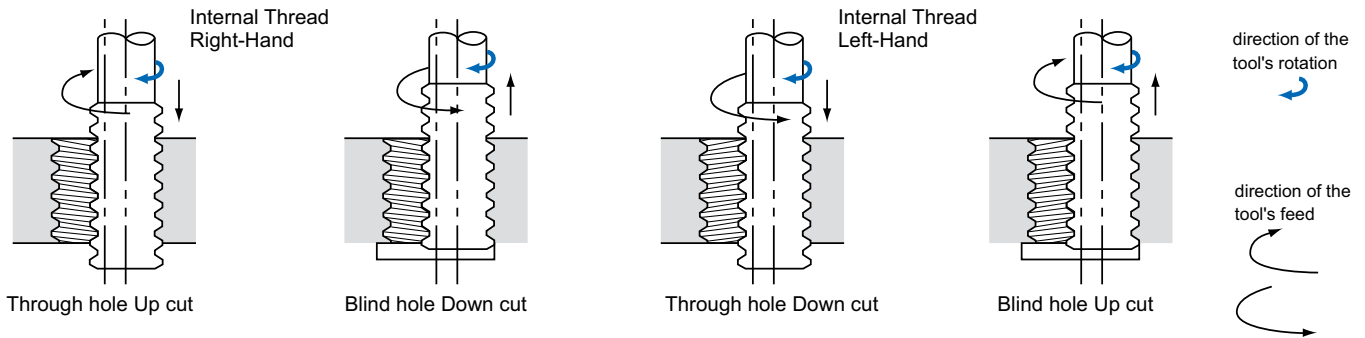 Internal Thread
Right-Hand
Internal Thread
Left-Hand
direction of the
tool's rotation
direction of the
tool's feed
Through hole Up cut
Blind hole Down cut
Through hole Down cut
Blind hole Up cut